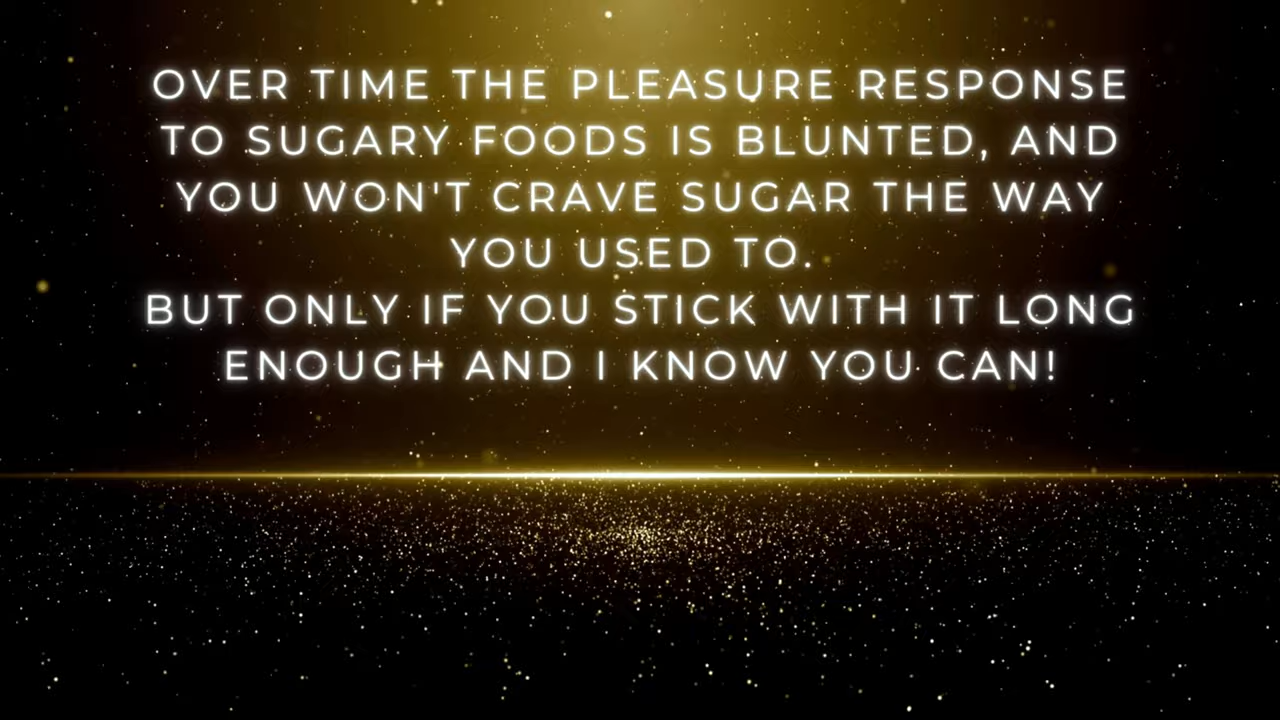 OVER TIME THE PLEASURE RESPONSE
TO SUGARY FOODS IS BLUNTED, AND
YOU WON'T CRAVE SUGAR THE WAY
YOU USED TO.
BUT ONLY IF YOU STICK WITH IT LONG
ENOUGH AND I KNOW YOU CAN!